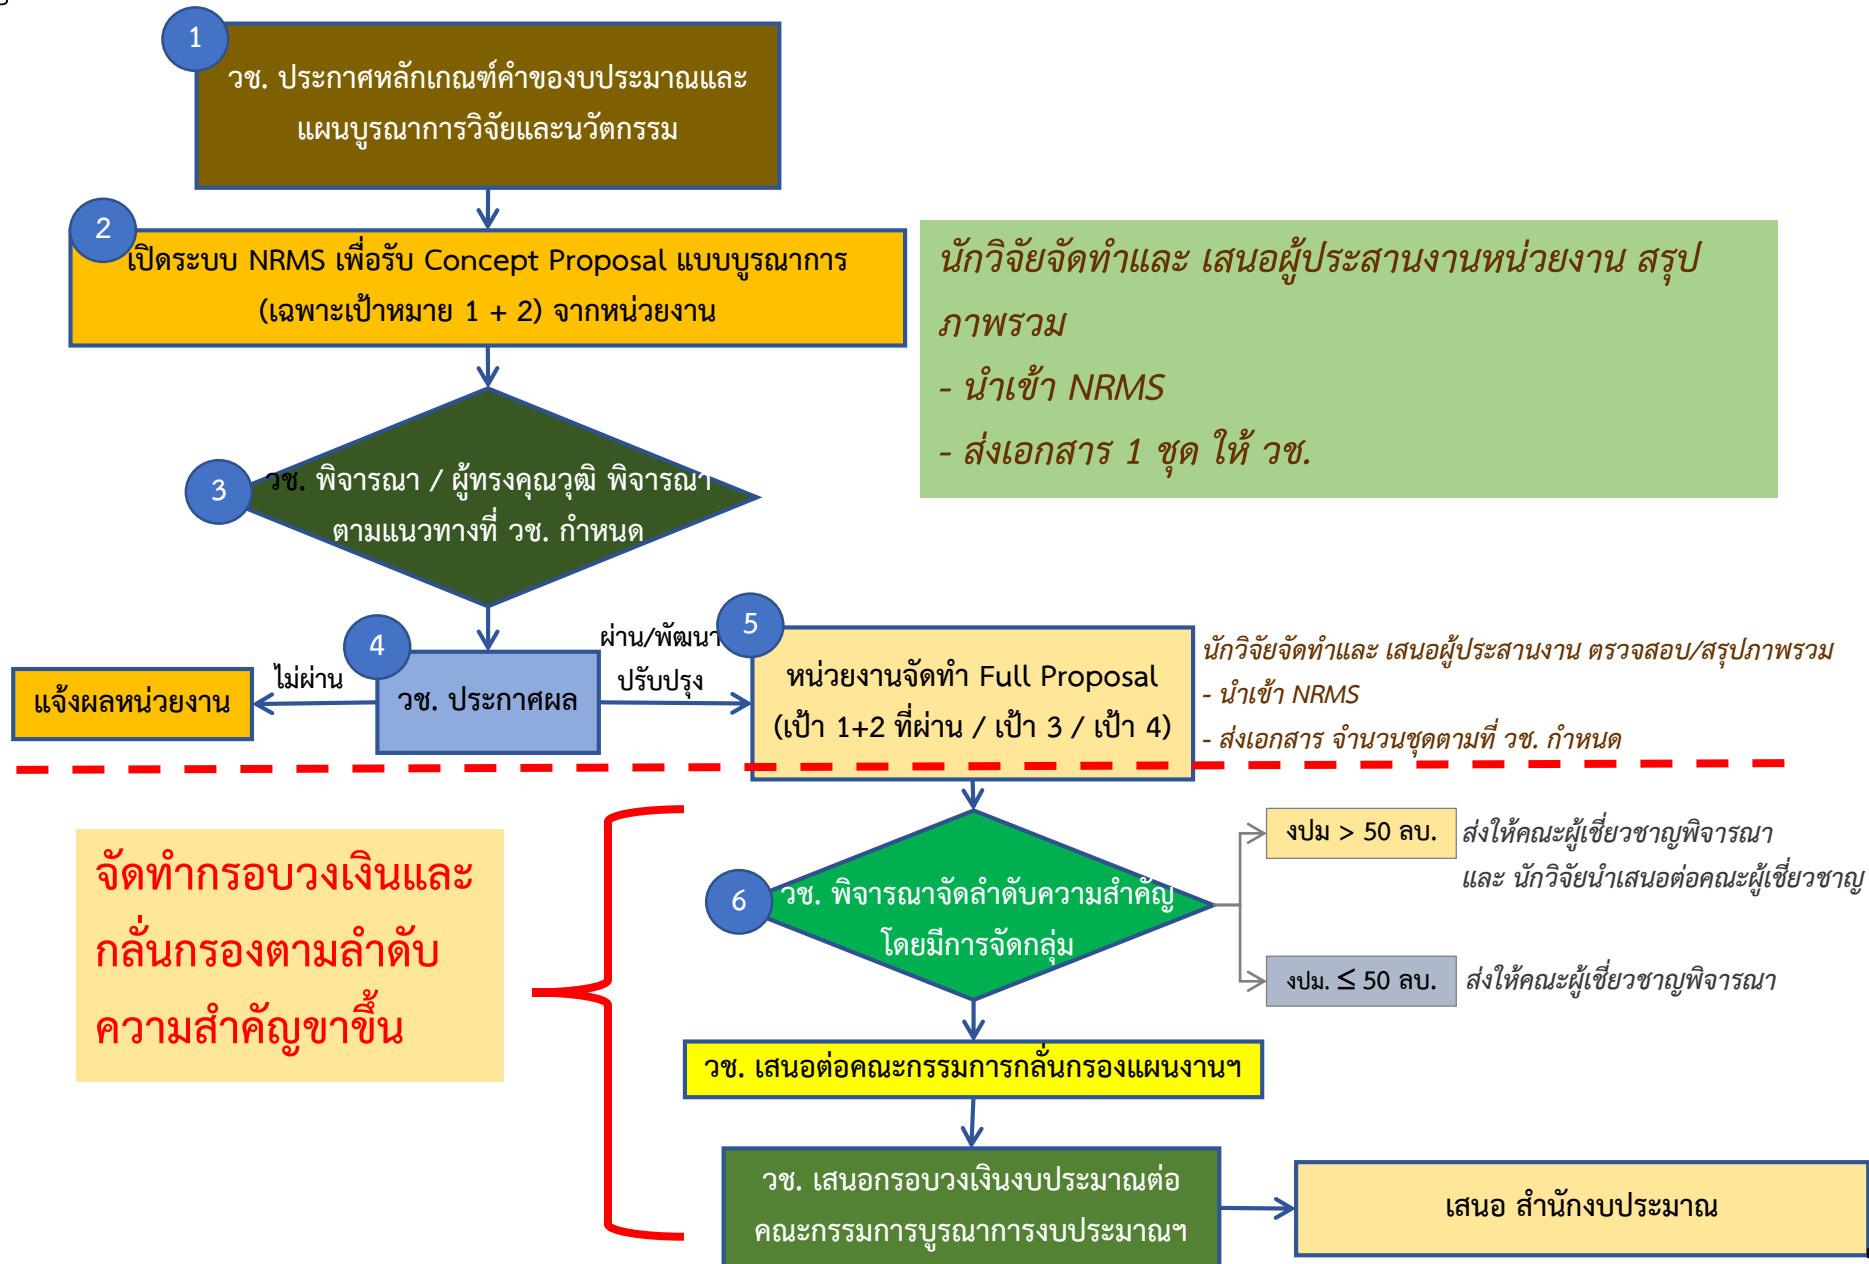 1
วช. ประกาศหลักเกณฑ์คำของบประมาณและ
แผนบูรณาการวิจัยและนวัตกรรม
2
เปิดระบบ NRMS เพื่อรับ Concept Proposal แบบบูรณาการ
(เฉพาะเป้าหมาย 1 + 2) จากหน่วยงาน
นักวิจัยจัดทำและ เสนอผู้ประสานงานหน่วยงาน สรุป
ภาพรวม
- นำเข้า NRMS
- ส่งเอกสาร 1 ชุด ให้ วช.
3
วช. พิจารณา / ผู้ทรงคุณวุฒิ พิจารณา
ตามแนวทางที่ วช. กำหนด
4
วช. ประกาศผล
ไม่ผ่าน
แจ้งผลหน่วยงาน
ผ่าน/พัฒนา
ปรับปรุง
5
หน่วยงานจัดทำ Full Proposal
(เป้า 1+2 ที่ผ่าน / เป้า 3 / เป้า 4)
นักวิจัยจัดทำและ เสนอผู้ประสานงาน ตรวจสอบ/สรุปภาพรวม
- นำเข้า NRMS
- ส่งเอกสาร จำนวนชุดตามที่ วช. กำหนด
จัดทำกรอบวงเงินและ
กลั่นกรองตามลำดับ
ความสำคัญขาขึ้น
6
วช. พิจารณาจัดลำดับความสำคัญ
โดยมีการจัดกลุ่ม
งปม > 50 ลบ.
ส่งให้คณะผู้เชี่ยวชาญพิจารณา
และ นักวิจัยนำเสนอต่อคณะผู้เชี่ยวชาญ
งปม. ≤ 50 ลบ.
ส่งให้คณะผู้เชี่ยวชาญพิจารณา
วช. เสนอต่อคณะกรรมการกลั่นกรองแผนงานฯ
วช. เสนอกรอบวงเงินงบประมาณต่อ
คณะกรรมการบูรณาการงบประมาณฯ
เสนอ สำนักงบประมาณ